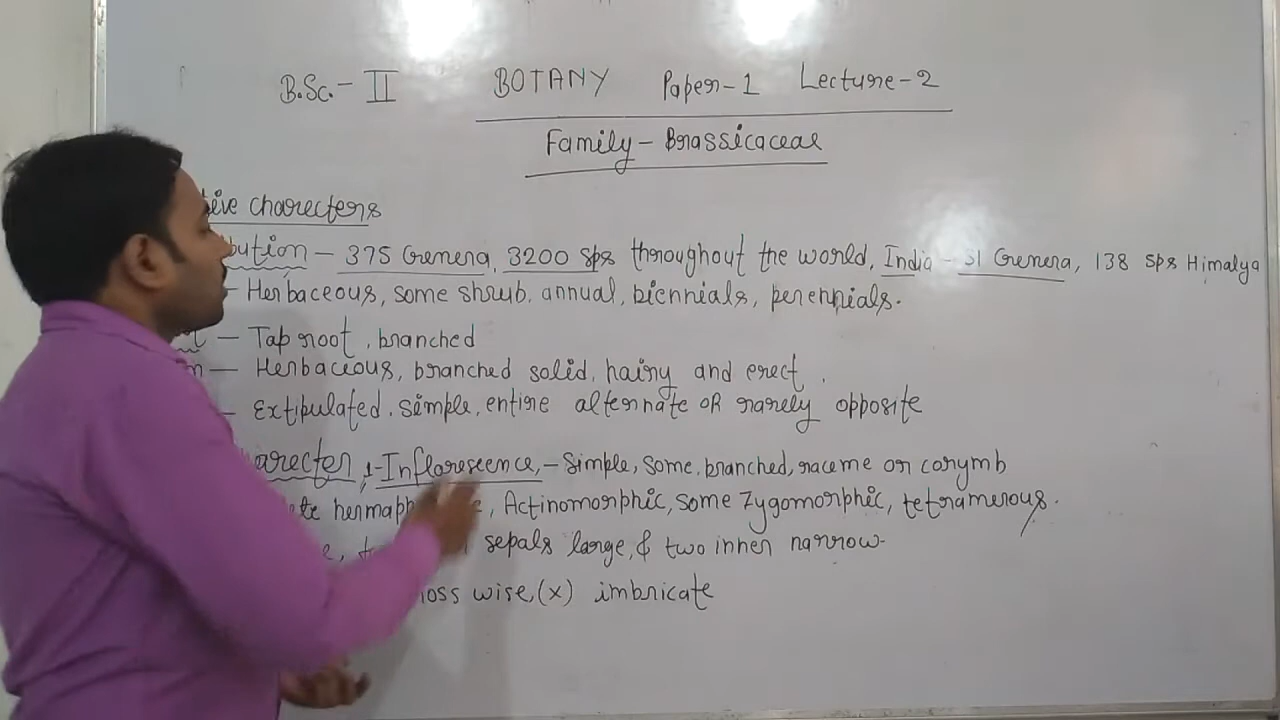 B.Sc.- II BOTANY Paper-1 Lecture-2
Family - Brassicaceae
charecters
375 Genera, 3200 sps throughout the world, India - 51 Genera, 138 sps Himalya
- Herbaceous, some shrub, annual, biennials, perennials.
- Tap root, branched
- Herbaceous, branched solid, hairy and erect.
- Extipulated, simple, entire alternate or rarely opposite
Inflorescence, - Simple, some, branched, raceme or corymb
Actinomorphic, some Zygomorphic, tetramerous.
sepals large, & two inner narrow-
wise, (x) imbricate